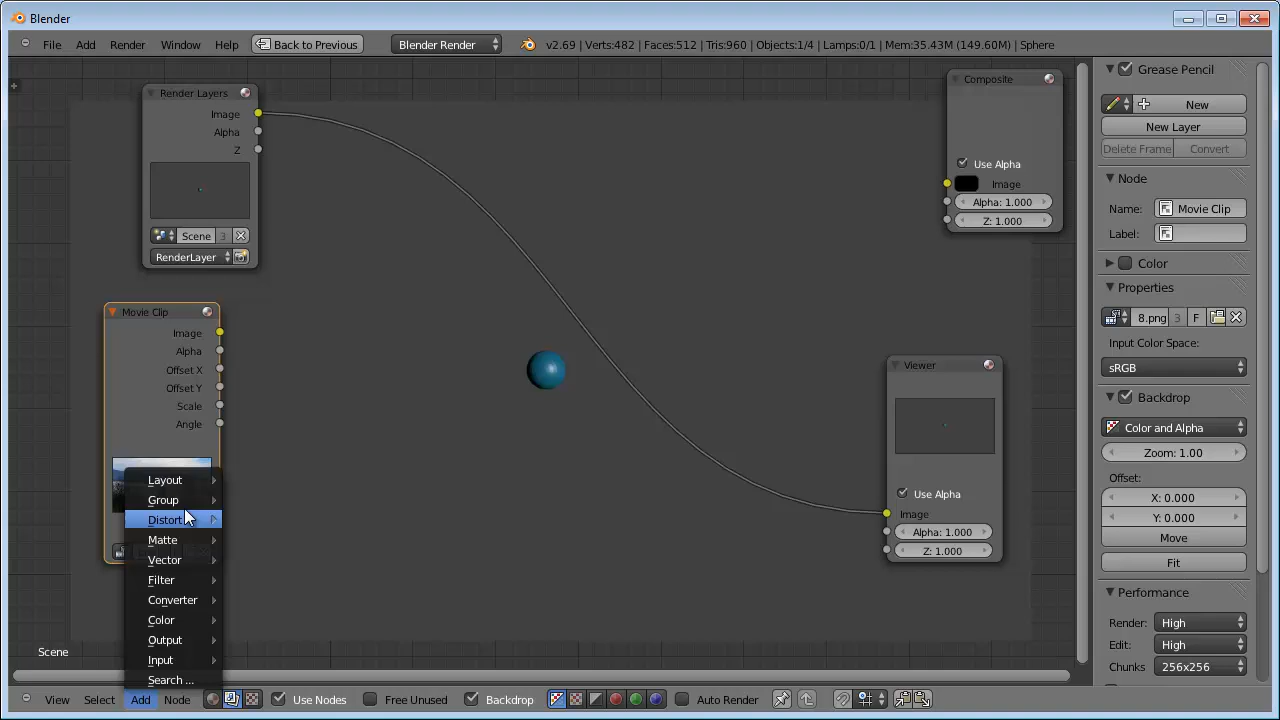 Blender
File Add Render Window Help Back to Previous Blender Render v2.69 | Verts:482 | Faces:512 | Tris:960 | Objects:1/4 | Lamps:0/1 | Mem:35.43M (149.60M) | Sphere
Render Layers
Image
Alpha
Z
Scene 3
RenderLayer
Composite
Use Alpha
Image
Alpha: 1.000
Z: 1.000
Movie Clip
Image
Alpha
Offset X
Offset Y
Scale
Angle
Viewer
Use Alpha
Image
Alpha: 1.000
Z: 1.000
Layout
Group
Distort
Matte
Vector
Filter
Converter
Color
Output
Input
Search ...
Scene
Grease Pencil
New
New Layer
Delete Frame Convert
Node
Name: Movie Clip
Label:
Color
Properties
8.png 3 F
Input Color Space:
sRGB
Backdrop
Color and Alpha
Zoom: 1.00
Offset:
X: 0.000
Y: 0.000
Move
Fit
Performance
Render: High
Edit: High
Chunks 256x256
View Select Add Node Use Nodes Free Unused Backdrop Auto Render